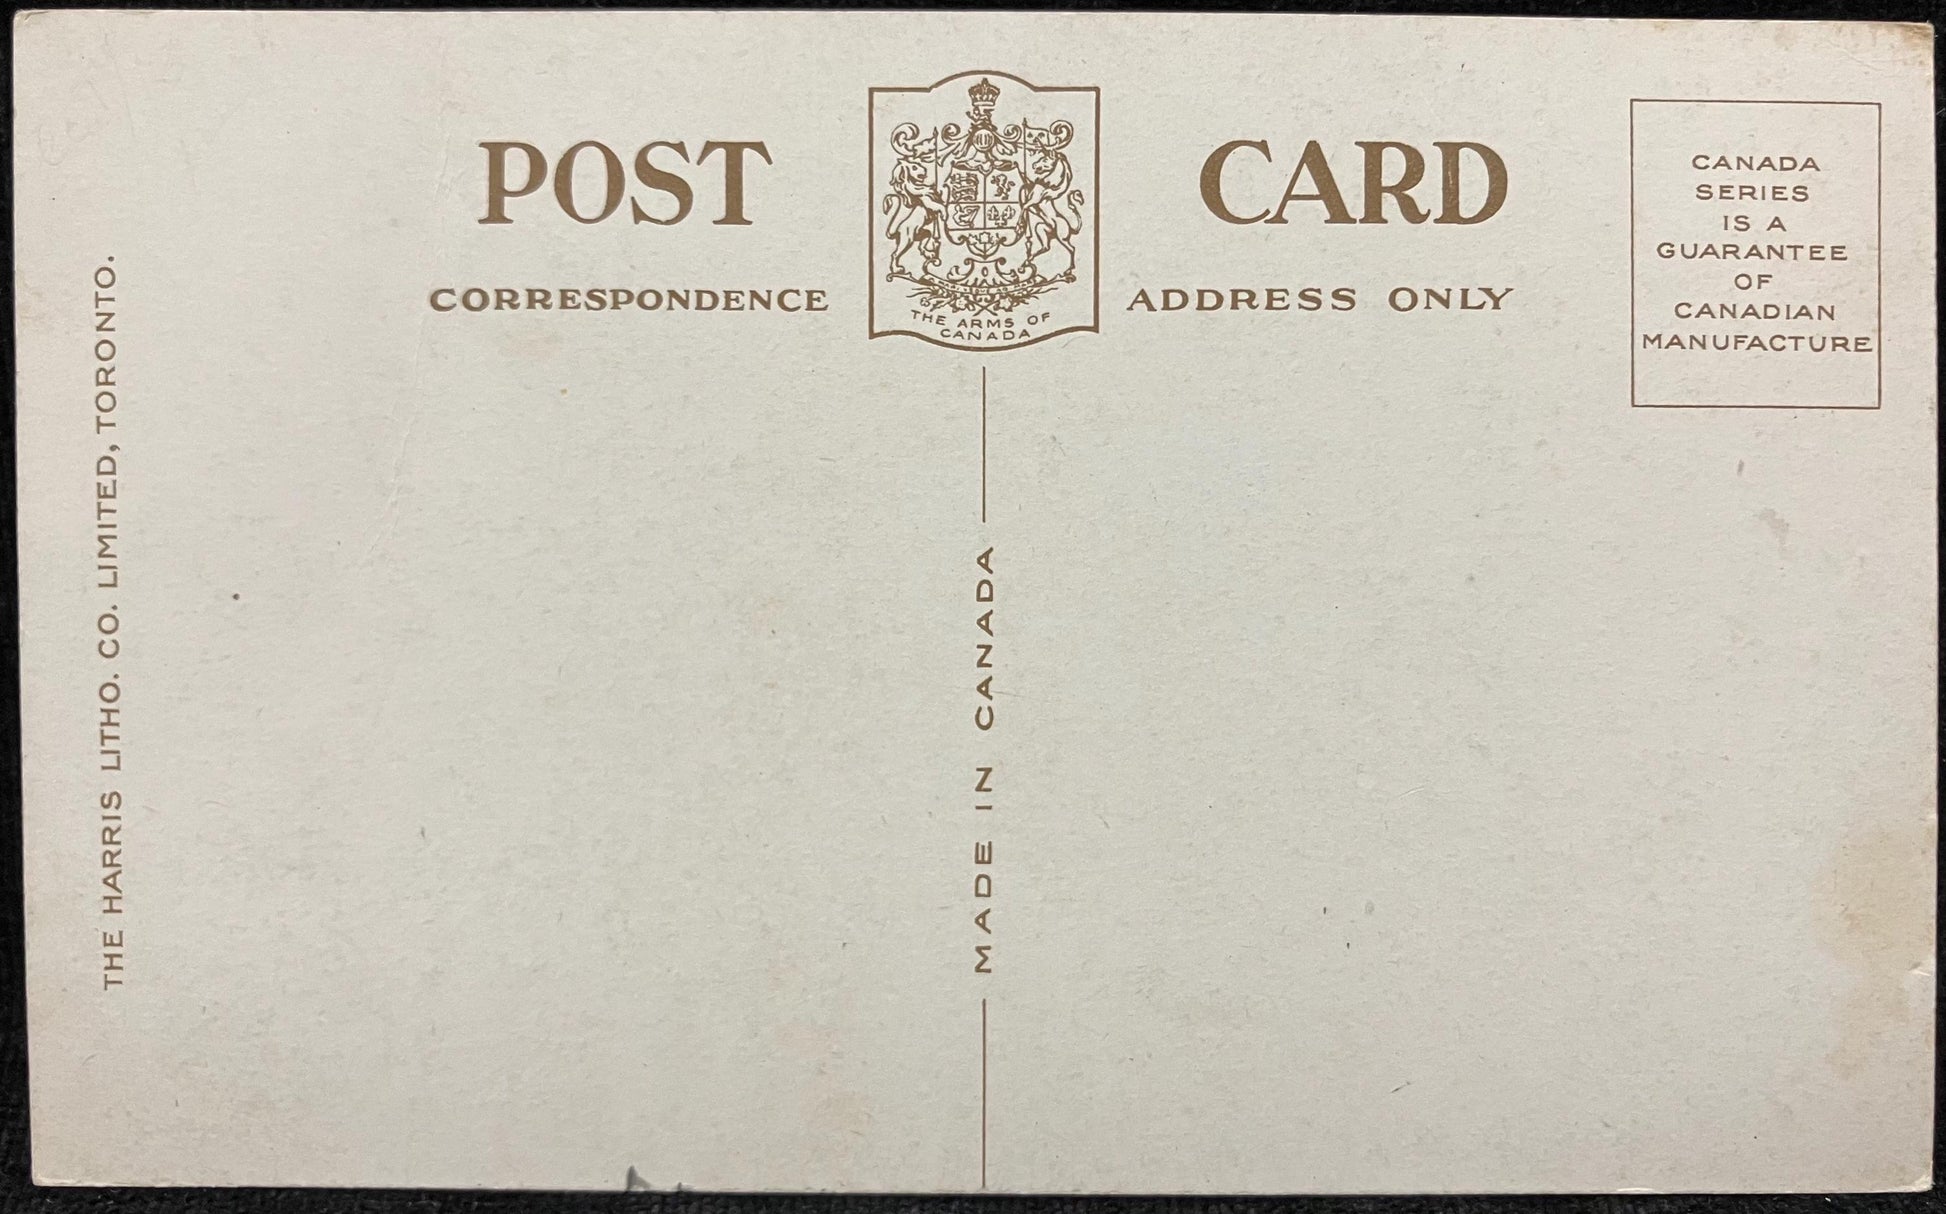 POST CARD
CORRESPONDENCE
ADDRESS ONLY
THE ARMS OF
CANADA
CANADA
SERIES
IS A
GUARANTEE
OF
CANADIAN
MANUFACTURE
THE HARRIS LITHO. CO. LIMITED, TORONTO.
MADE IN CANADA